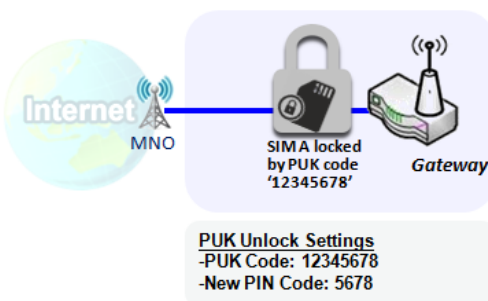 Internet
MNO
SIM A locked
by PUK code
‘12345678’
Gateway
PUK Unlock Settings
-PUK Code: 12345678
-New PIN Code: 5678